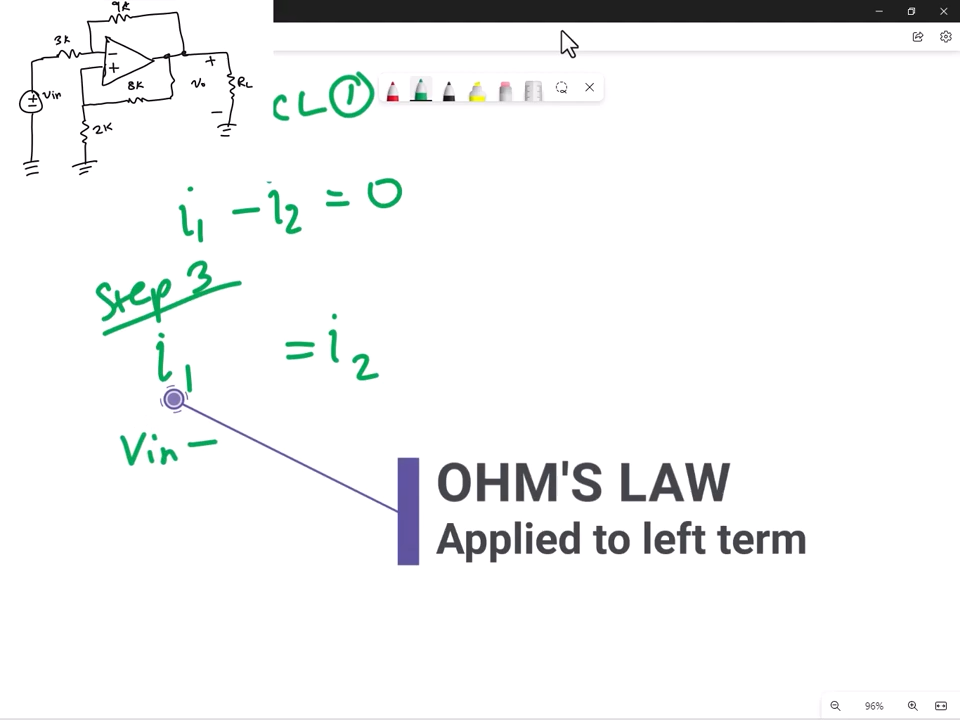 9K
3K
Vin
8K
2K
+
-
Vo
RL
CL ①
i1 - i2 = 0
Step 3
i1 = i2
Vin -
OHM'S LAW
Applied to left term
96%